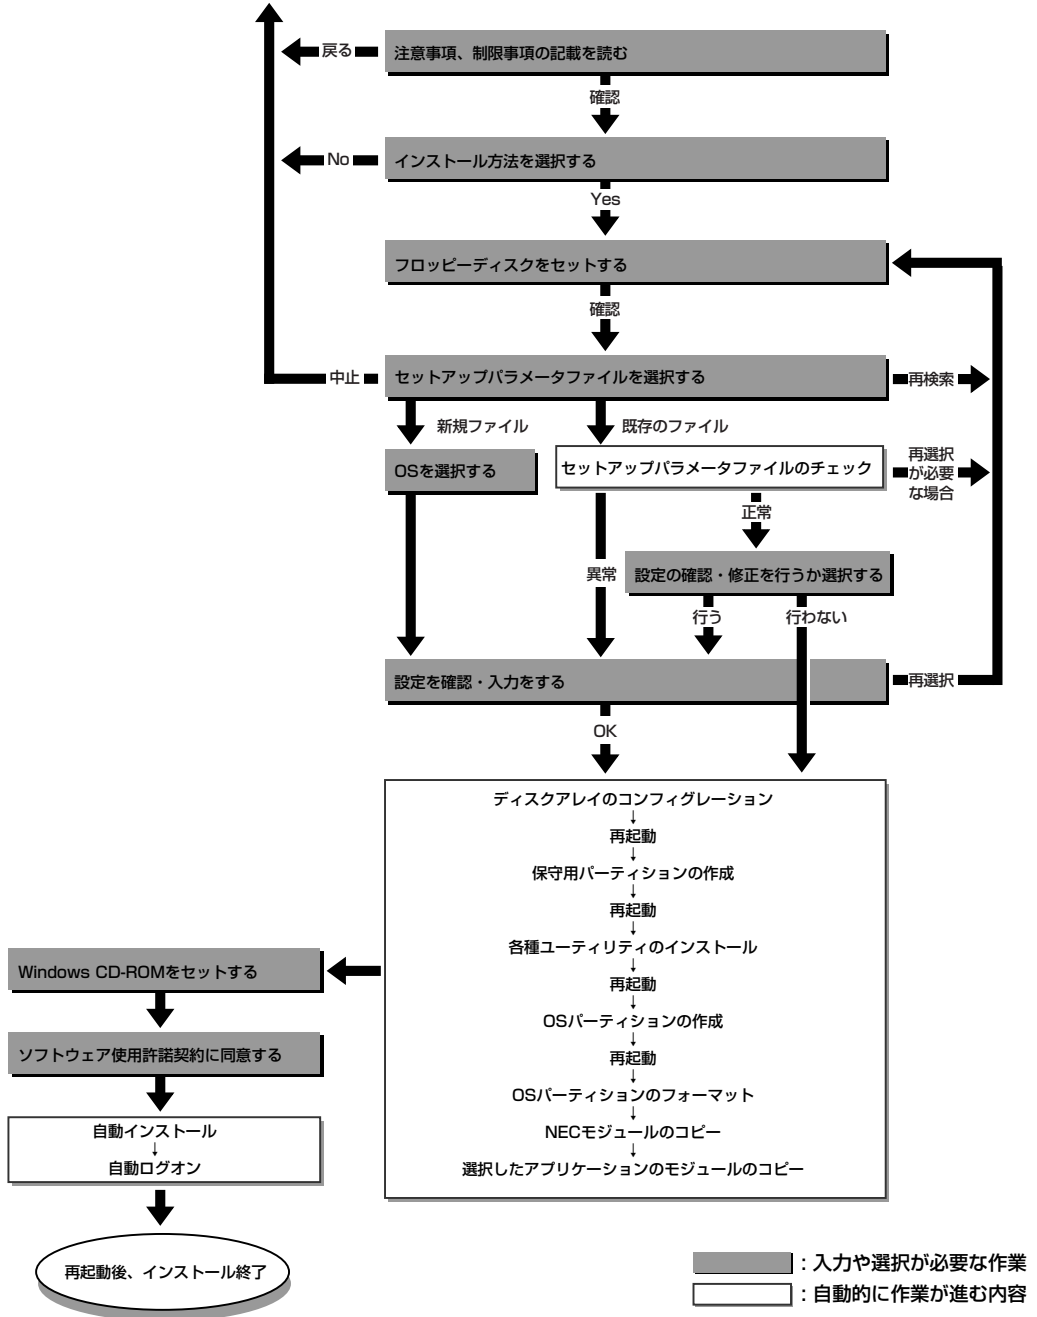 戻る
注意事項、制限事項の記載を読む
確認
No
インストール方法を選択する
Yes
フロッピーディスクをセットする
確認
中止
セットアップパラメータファイルを選択する
再検索
新規ファイル
既存のファイル
OSを選択する
セットアップパラメータファイルのチェック
再選択
が必要
な場合
正常
異常
設定の確認・修正を行うか選択する
行う
行わない
設定を確認・入力をする
再選択
OK
ディスクアレイのコンフィグレーション
↓
再起動
↓
保守用パーティションの作成
↓
再起動
↓
各種ユーティリティのインストール
↓
再起動
↓
OSパーティションの作成
↓
再起動
↓
OSパーティションのフォーマット
↓
NECモジュールのコピー
↓
選択したアプリケーションのモジュールのコピー
Windows CD-ROMをセットする
ソフトウェア使用許諾契約に同意する
自動インストール
↓
自動ログオン
再起動後、インストール終了
：入力や選択が必要な作業
：自動的に作業が進む内容